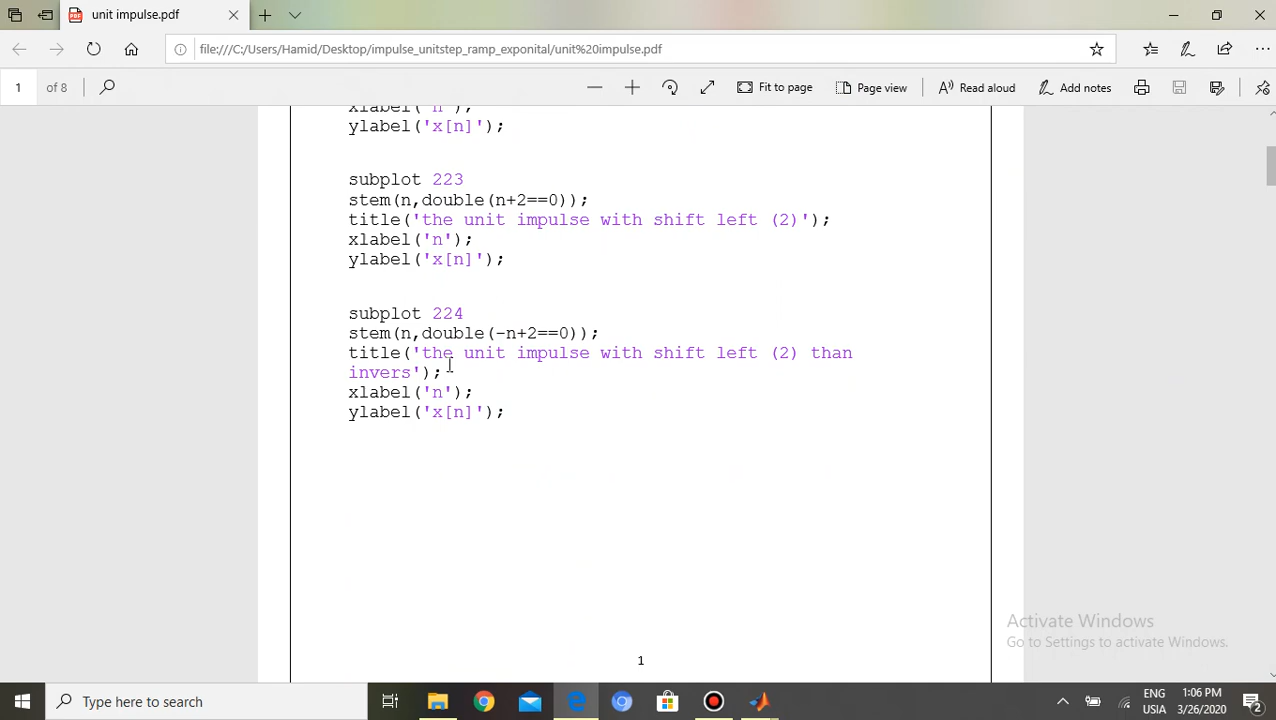 unit impulse.pdf
file:///C:/Users/Hamid/Desktop/impulse_unitstep_ramp_exponital/unit%20impulse.pdf
1 of 8 Fit to page Page view Read aloud Add notes
xlabel('n');
ylabel('x[n]');
subplot 223
stem(n,double(n+2==0));
title('the unit impulse with shift left (2)');
xlabel('n');
ylabel('x[n]');
subplot 224
stem(n,double(-n+2==0));
title('the unit impulse with shift left (2) than
invers');
xlabel('n');
ylabel('x[n]');
1
Activate Windows
Go to Settings to activate Windows.
Type here to search
ENG
USIA
1:06 PM
3/26/2020
2